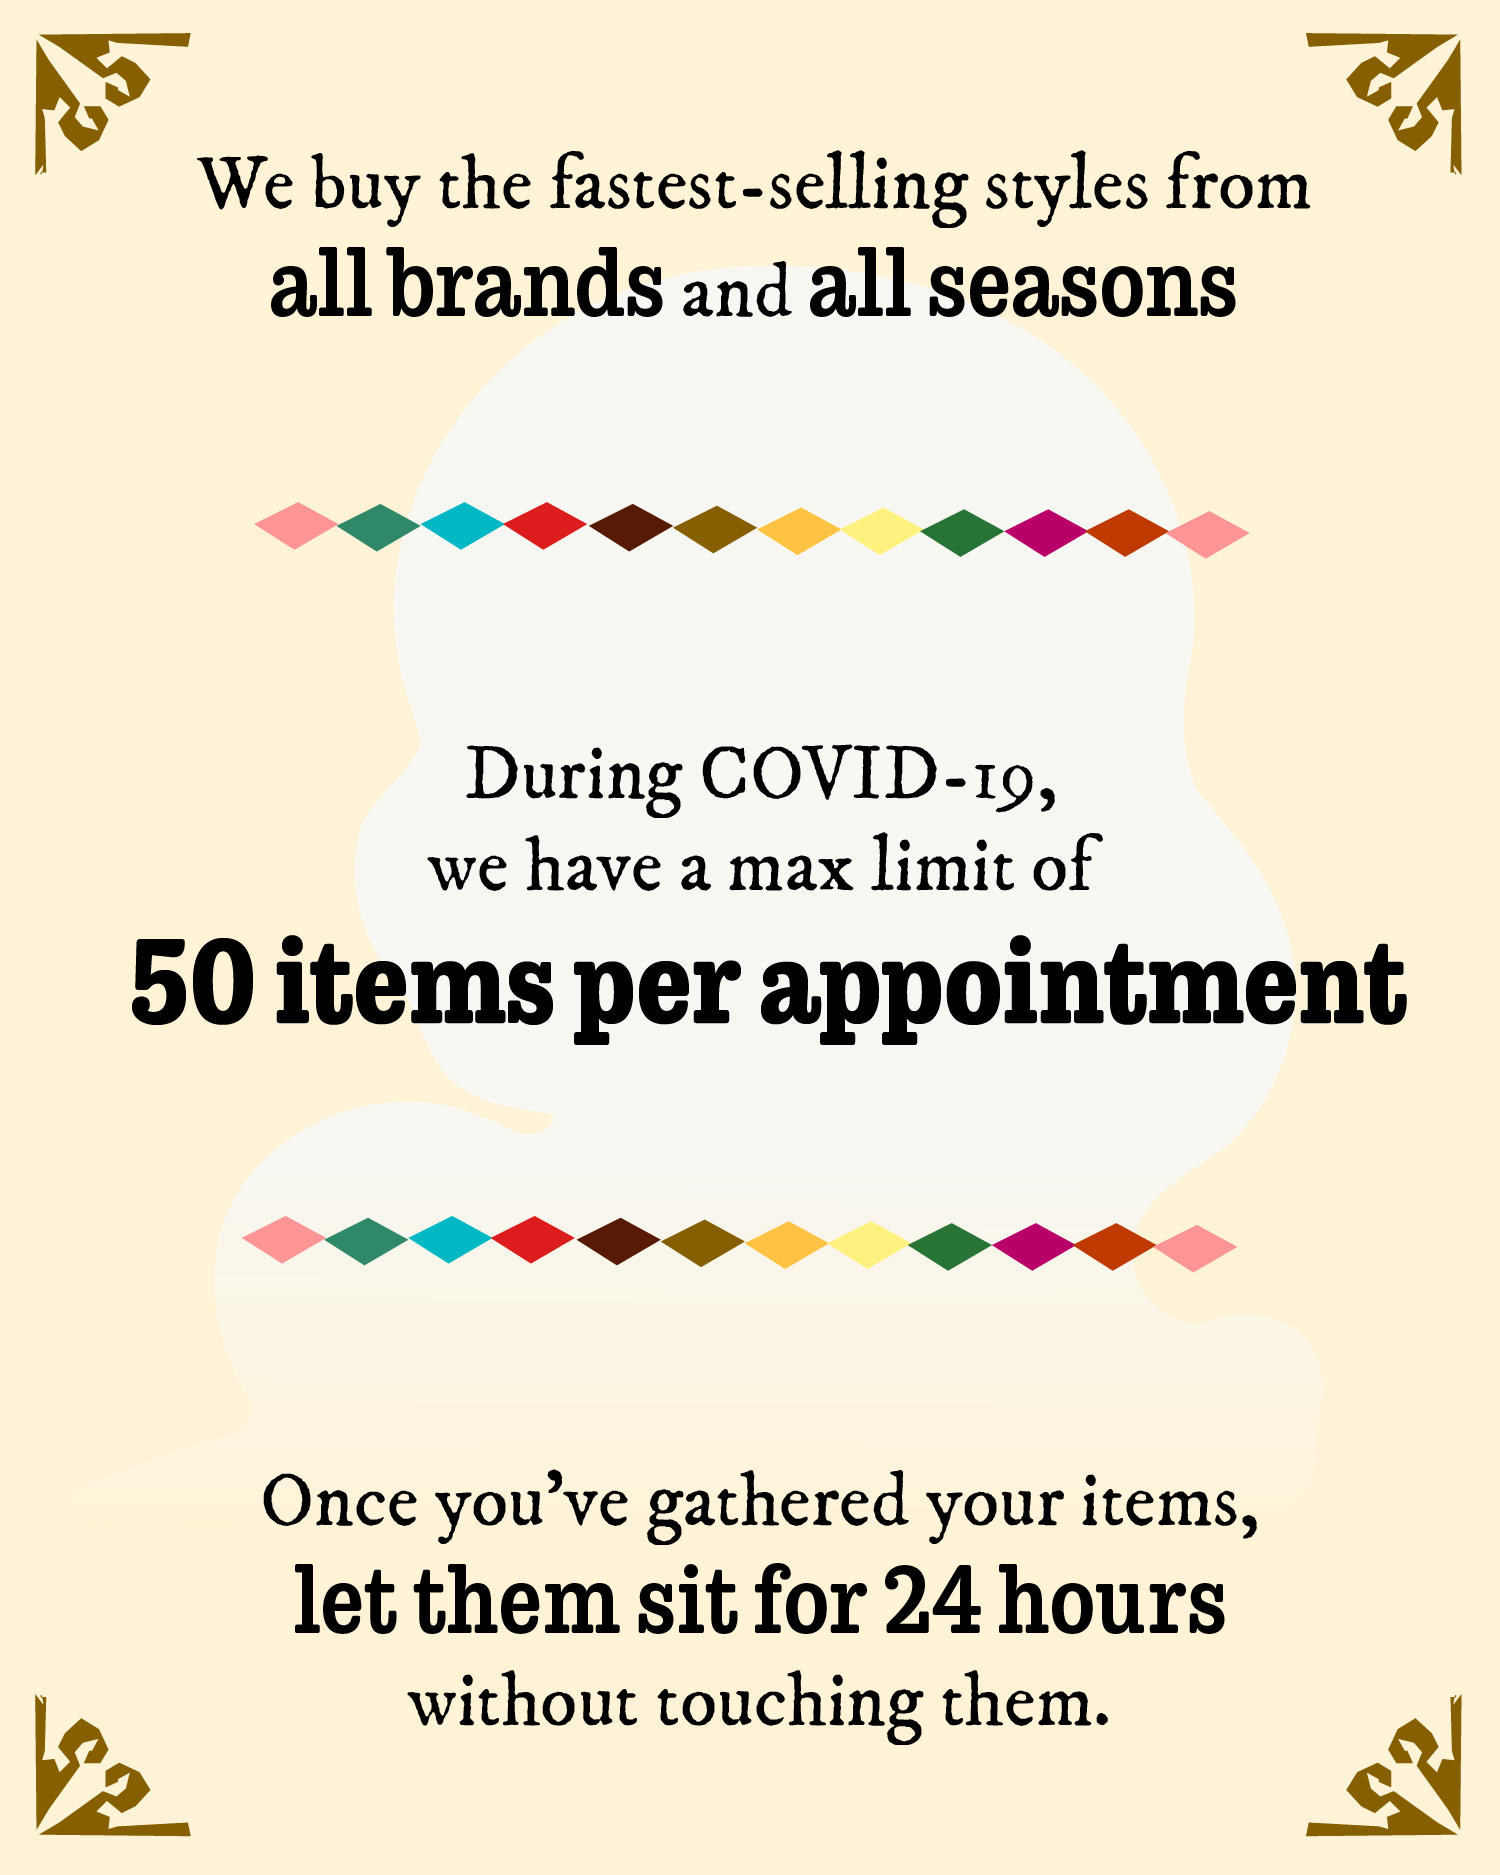 We buy the fastest-selling styles from
all brands and all seasons
During COVID-19,
we have a max limit of
50 items per appointment
Once you’ve gathered your items,
let them sit for 24 hours
without touching them.